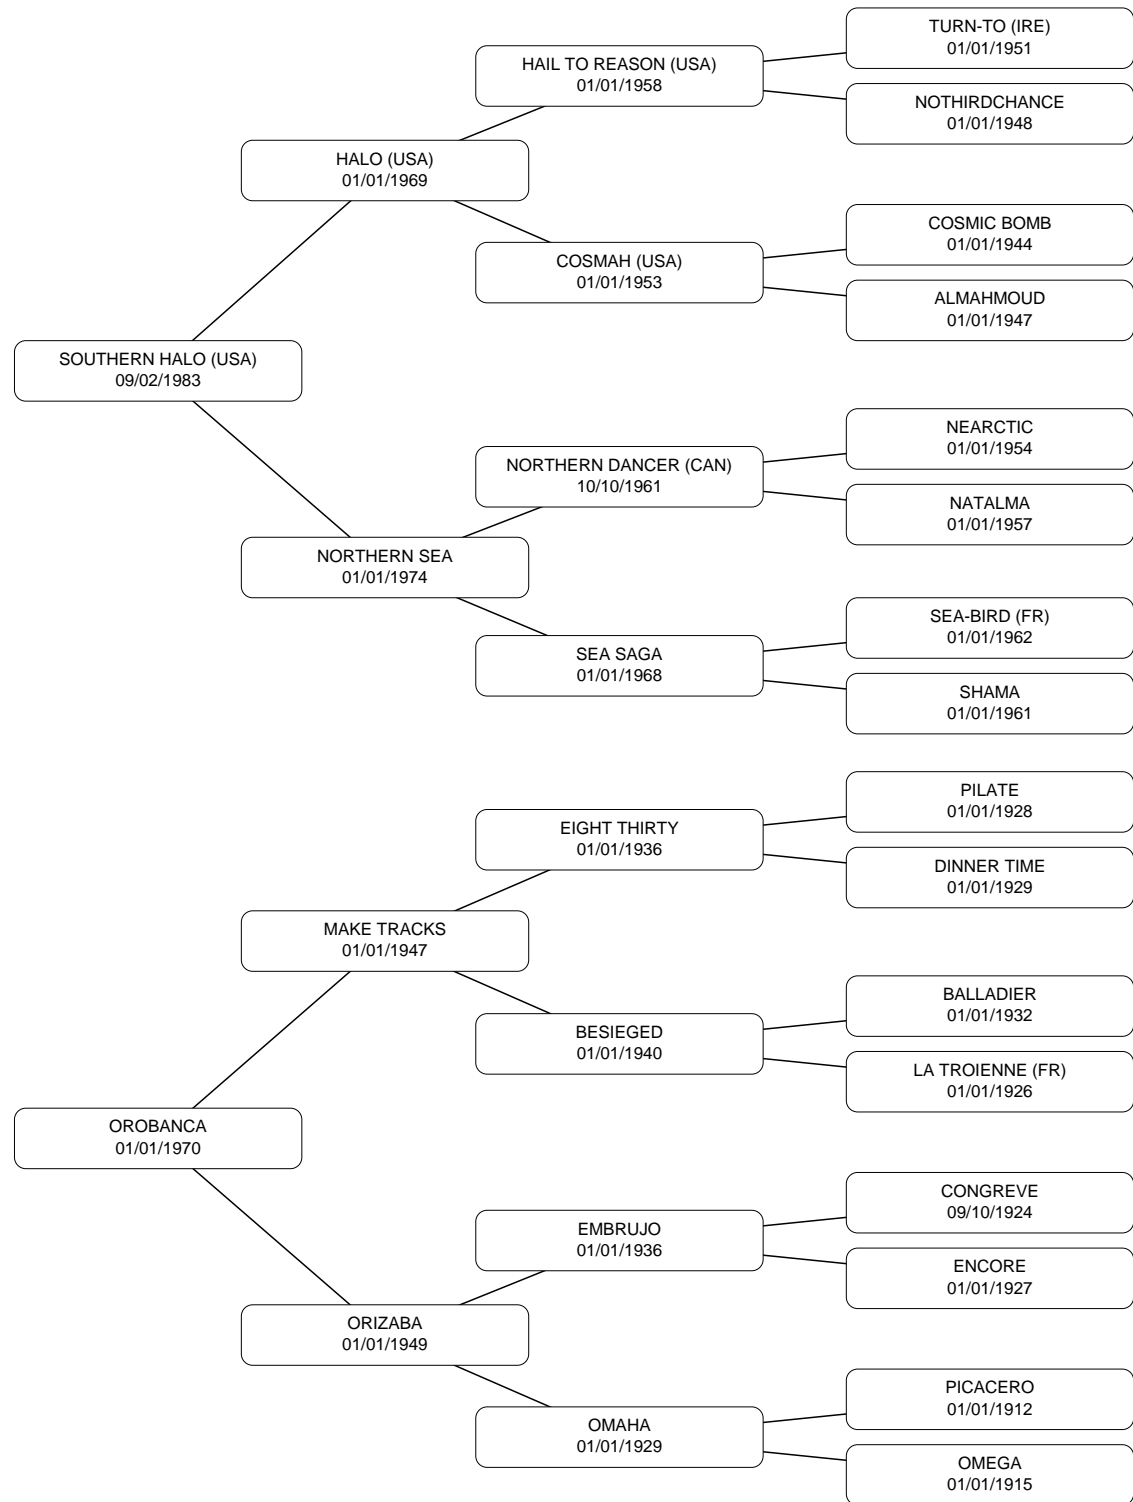 TURN-TO (IRE)
01/01/1951
HAIL TO REASON (USA)
01/01/1958
NOTHIRDCHANCE
01/01/1948
HALO (USA)
01/01/1969
COSMIC BOMB
01/01/1944
COSMAH (USA)
01/01/1953
ALMAHMOUD
01/01/1947
SOUTHERN HALO (USA)
09/02/1983
NEARCTIC
01/01/1954
NORTHERN DANCER (CAN)
10/10/1961
NATALMA
01/01/1957
NORTHERN SEA
01/01/1974
SEA-BIRD (FR)
01/01/1962
SEA SAGA
01/01/1968
SHAMA
01/01/1961
PILATE
01/01/1928
EIGHT THIRTY
01/01/1936
DINNER TIME
01/01/1929
MAKE TRACKS
01/01/1947
BALLADIER
01/01/1932
BESIEGED
01/01/1940
LA TROIENNE (FR)
01/01/1926
OROBANCA
01/01/1970
CONGREVE
09/10/1924
EMBRUJO
01/01/1936
ENCORE
01/01/1927
ORIZABA
01/01/1949
PICACERO
01/01/1912
OMAHA
01/01/1929
OMEGA
01/01/1915